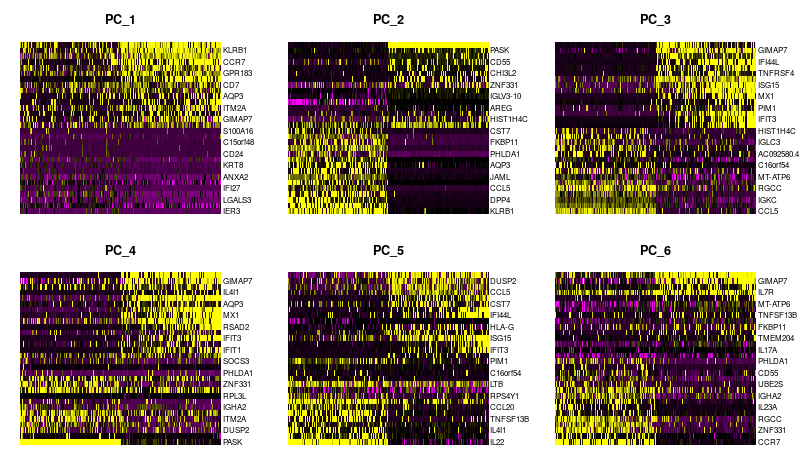 PC_1
KLRB1
CCR7
GPR183
CD7
AQP3
ITM2A
GIMAP7
S100A16
C15orf48
CD24
KRT8
ANXA2
IFI27
LGALS3
IER3
PC_2
PASK
CD55
CHI3L2
ZNF331
IGLV3-10
AREG
HIST1H4C
CST7
FKBP11
PHLDA1
AQP3
JAML
CCL5
DPP4
KLRB1
PC_3
GIMAP7
IFI44L
TNFRSF4
ISG15
MX1
PIM1
IFIT3
HIST1H4C
IGLC3
AC092580.4
C16orf54
MT-ATP6
RGCC
IGKC
CCL5
PC_4
GIMAP7
IL4I1
AQP3
MX1
RSAD2
IFIT3
IFIT1
SOCS3
PHLDA1
ZNF331
RPL3L
IGHA2
ITM2A
DUSP2
PASK
PC_5
DUSP2
CCL5
CST7
IFI44L
HLA-G
ISG15
IFIT3
PIM1
C16orf54
LTB
RPS4Y1
CCL20
TNFSF13B
IL4I1
IL22
PC_6
GIMAP7
IL7R
MT-ATP6
TNFSF13B
FKBP11
TMEM204
IL17A
PHLDA1
CD55
UBE2S
IGHA2
IL23A
RGCC
ZNF331
CCR7